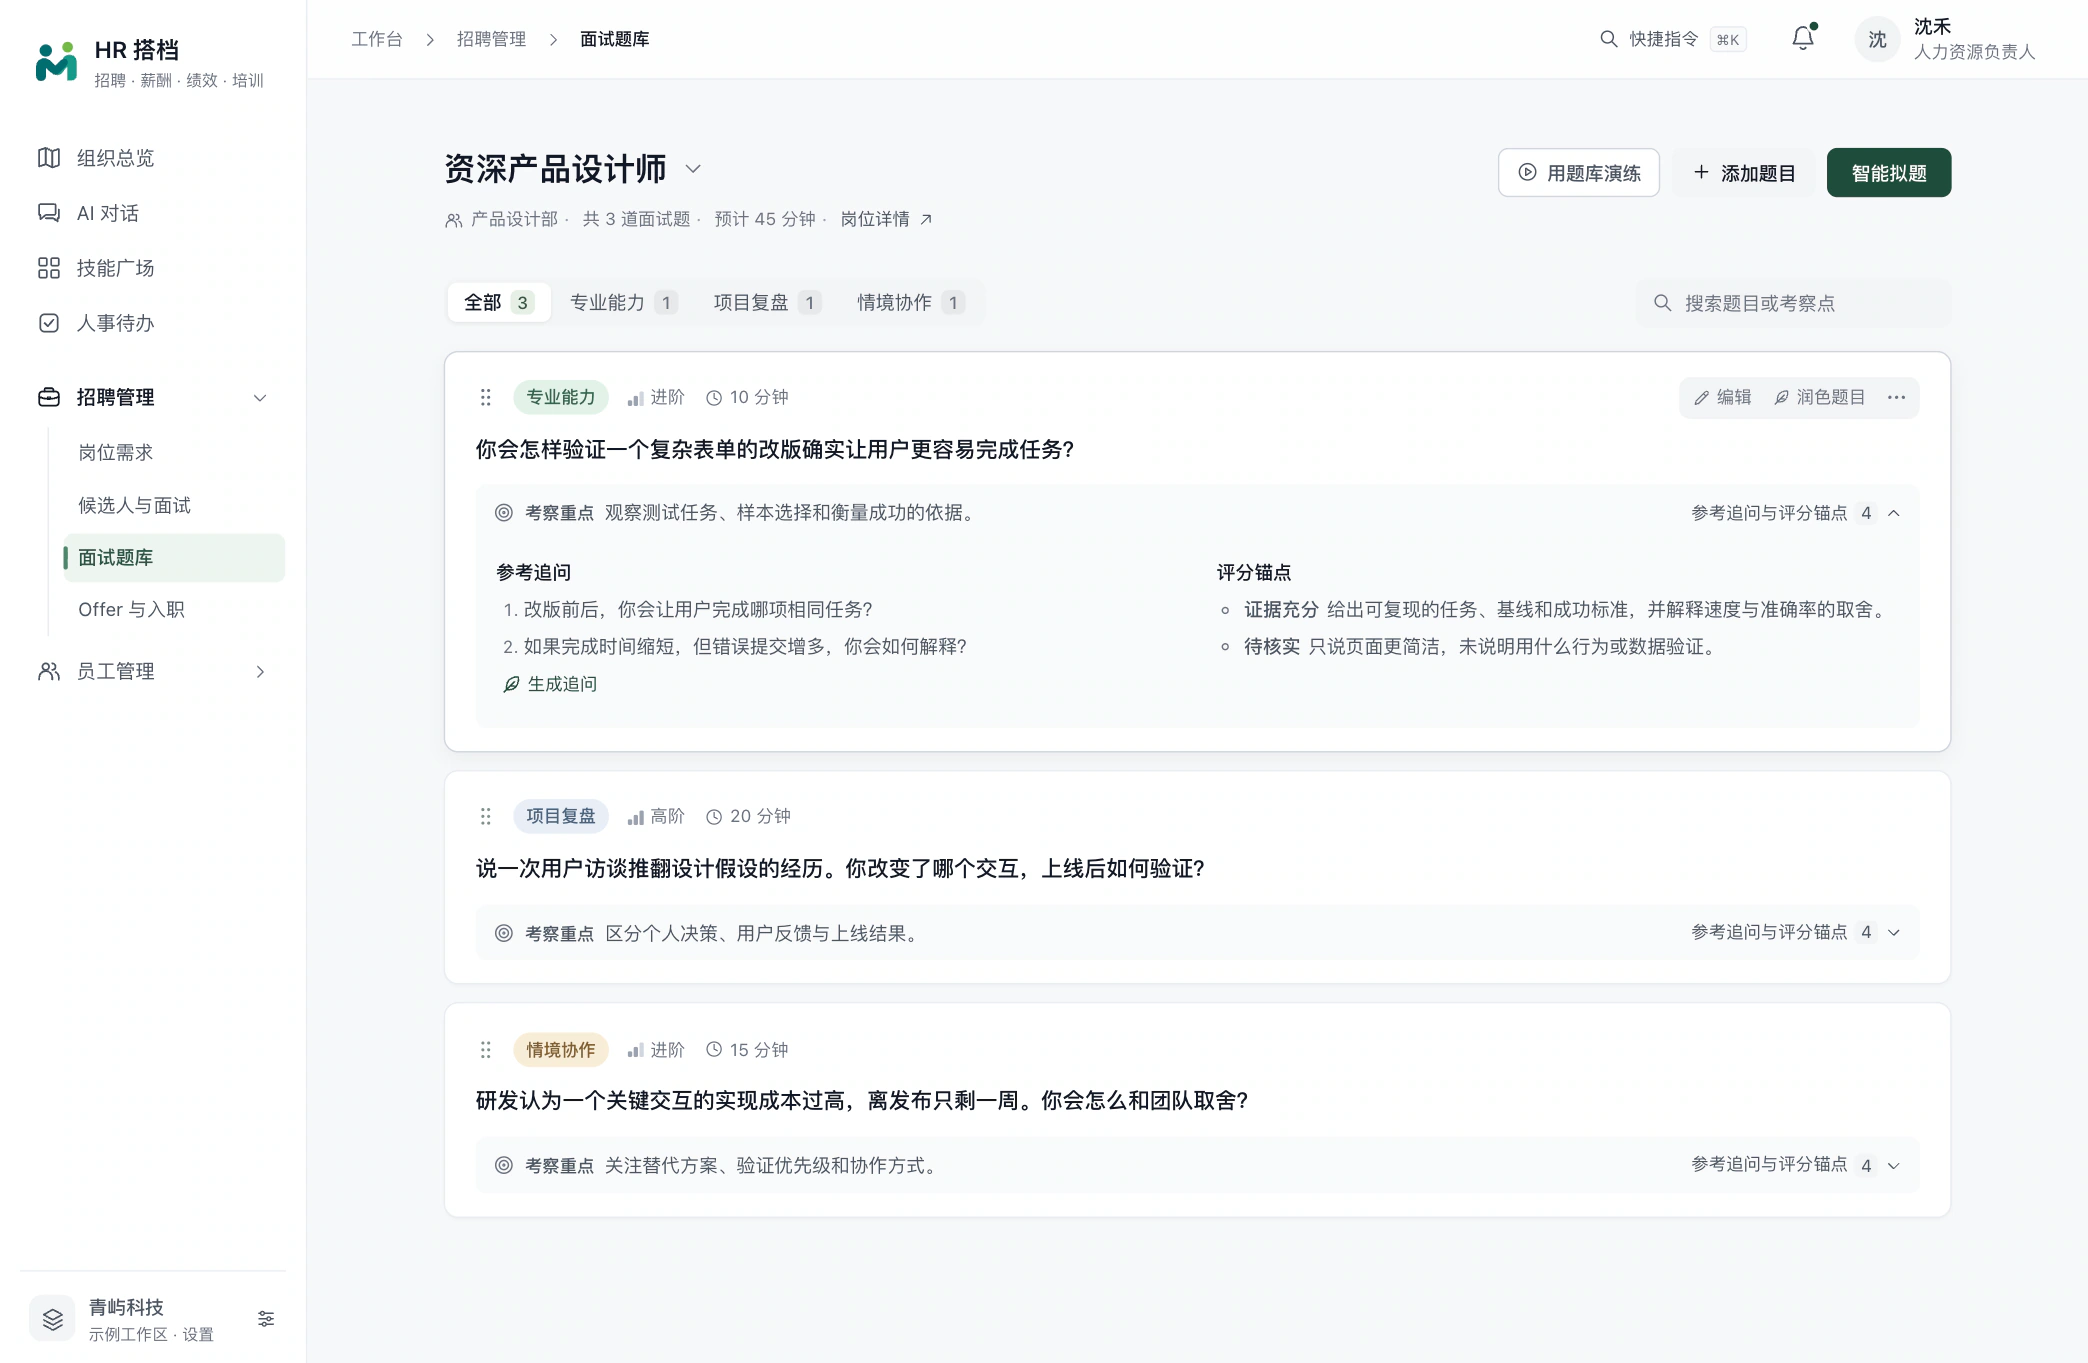 HR 搭档
招聘 · 薪酬 · 绩效 · 培训
组织总览
AI 对话
技能广场
人事待办
招聘管理
岗位需求
候选人与面试
面试题库
Offer 与入职
员工管理
青屿科技
示例工作区 · 设置
工作台 招聘管理 面试题库
快捷指令 ⌘K
沈
沈禾
人力资源负责人
资深产品设计师
用题库演练 添加题目 智能拟题
产品设计部 · 共 3 道面试题 · 预计 45 分钟 · 岗位详情
全部 3 专业能力 1 项目复盘 1 情境协作 1
搜索题目或考察点
专业能力 进阶 10 分钟
编辑 润色题目
你会怎样验证一个复杂表单的改版确实让用户更容易完成任务？
考察重点 观察测试任务、样本选择和衡量成功的依据。
参考追问与评分锚点 4
参考追问
1. 改版前后，你会让用户完成哪项相同任务？
2. 如果完成时间缩短，但错误提交增多，你会如何解释？
生成追问
评分锚点
证据充分 给出可复现的任务、基线和成功标准，并解释速度与准确率的取舍。
待核实 只说页面更简洁，未说明用什么行为或数据验证。
项目复盘 高阶 20 分钟
说一次用户访谈推翻设计假设的经历。你改变了哪个交互，上线后如何验证？
考察重点 区分个人决策、用户反馈与上线结果。
参考追问与评分锚点 4
情境协作 进阶 15 分钟
研发认为一个关键交互的实现成本过高，离发布只剩一周。你会怎么和团队取舍？
考察重点 关注替代方案、验证优先级和协作方式。
参考追问与评分锚点 4